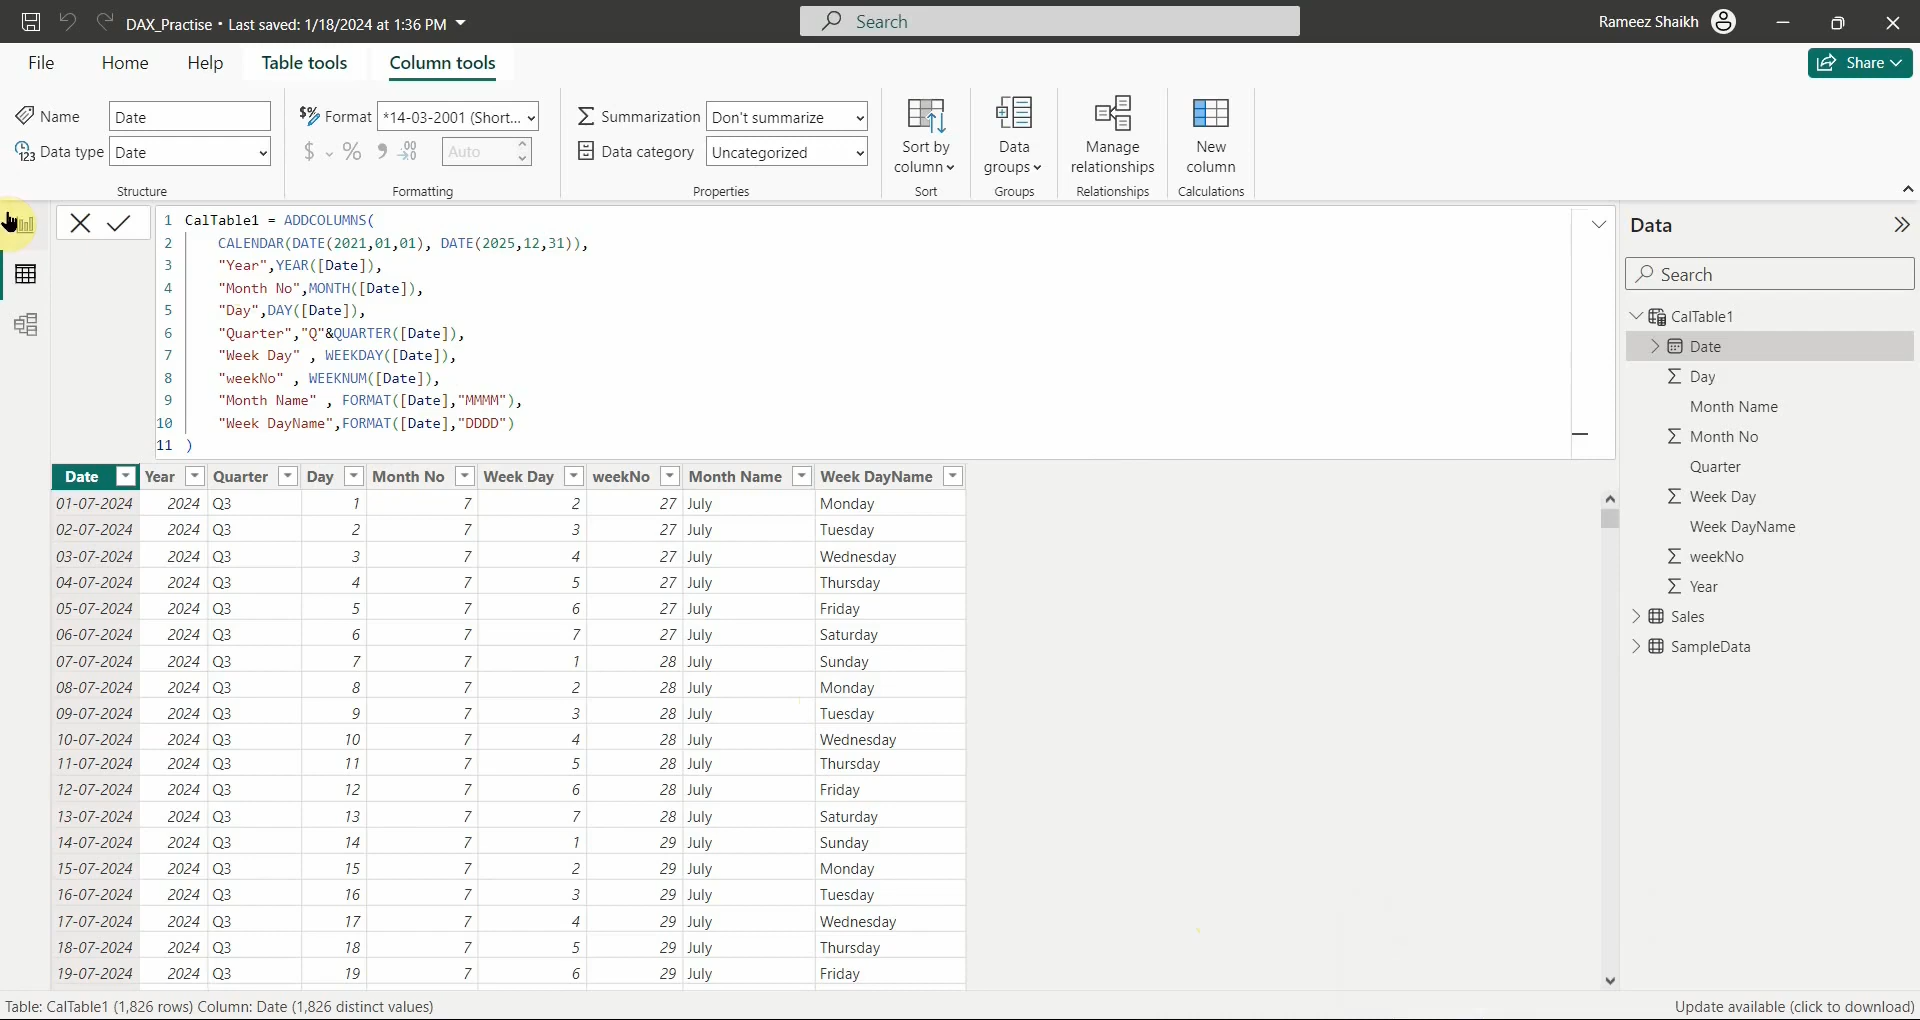 DAX_Practise • Last saved: 1/18/2024 at 1:36 PM
Search
Rameez Shaikh
File Home Help Table tools Column tools
Share
Name Date
Format *14-03-2001 (Short...
Summarization Don't summarize
Data type Date
$ % Auto
Data category Uncategorized
Sort by column
Data groups
Manage relationships
New column
Structure Formatting Properties Sort Groups Relationships Calculations
1 CalTable1 = ADDCOLUMNS(
2 CALENDAR(DATE(2021,01,01), DATE(2025,12,31)),
3 "Year",YEAR([Date]),
4 "Month No",MONTH([Date]),
5 "Day",DAY([Date]),
6 "Quarter","Q"&QUARTER([Date]),
7 "Week Day" , WEEKDAY([Date]),
8 "weekNo" , WEEKNUM([Date]),
9 "Month Name" , FORMAT([Date],"MMMM"),
10 "Week DayName",FORMAT([Date],"DDDD")
11 )
Date Year Quarter Day Month No Week Day weekNo Month Name Week DayName
01-07-2024 2024 Q3 1 7 2 27 July Monday
02-07-2024 2024 Q3 2 7 3 27 July Tuesday
03-07-2024 2024 Q3 3 7 4 27 July Wednesday
04-07-2024 2024 Q3 4 7 5 27 July Thursday
05-07-2024 2024 Q3 5 7 6 27 July Friday
06-07-2024 2024 Q3 6 7 7 27 July Saturday
07-07-2024 2024 Q3 7 7 1 28 July Sunday
08-07-2024 2024 Q3 8 7 2 28 July Monday
09-07-2024 2024 Q3 9 7 3 28 July Tuesday
10-07-2024 2024 Q3 10 7 4 28 July Wednesday
11-07-2024 2024 Q3 11 7 5 28 July Thursday
12-07-2024 2024 Q3 12 7 6 28 July Friday
13-07-2024 2024 Q3 13 7 7 28 July Saturday
14-07-2024 2024 Q3 14 7 1 29 July Sunday
15-07-2024 2024 Q3 15 7 2 29 July Monday
16-07-2024 2024 Q3 16 7 3 29 July Tuesday
17-07-2024 2024 Q3 17 7 4 29 July Wednesday
18-07-2024 2024 Q3 18 7 5 29 July Thursday
19-07-2024 2024 Q3 19 7 6 29 July Friday
Data
Search
CalTable1
Date
Day
Month Name
Month No
Quarter
Week Day
Week DayName
weekNo
Year
Sales
SampleData
Table: CalTable1 (1,826 rows) Column: Date (1,826 distinct values)
Update available (click to download)